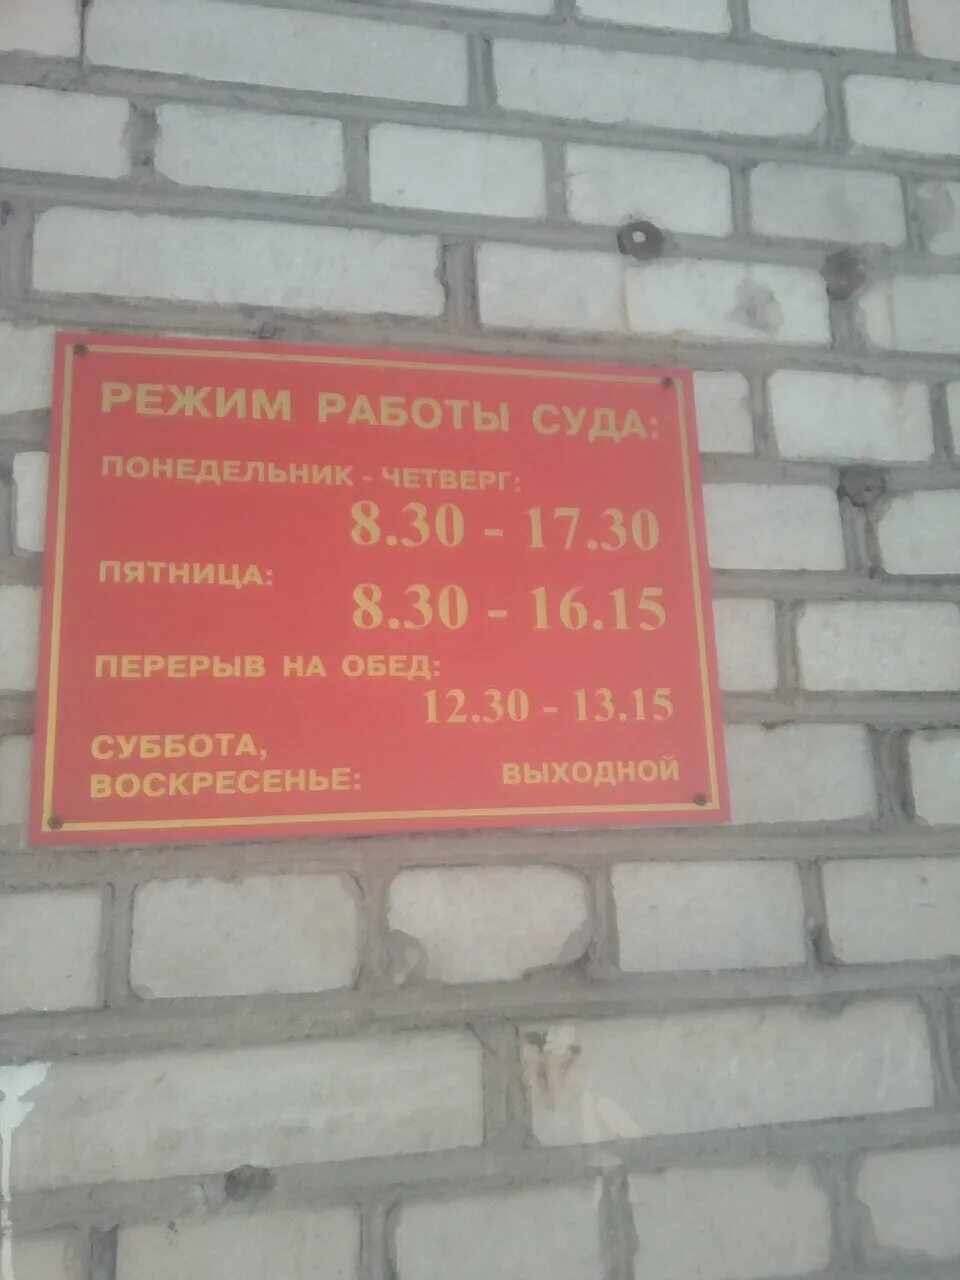 РЕЖИМ РАБОТЫ СУДА:
ПОНЕДЕЛЬНИК - ЧЕТВЕРГ:
8.30 - 17.30
ПЯТНИЦА:
8.30 - 16.15
ПЕРЕРЫВ НА ОБЕД:
12.30 - 13.15
СУББОТА,
ВОСКРЕСЕНЬЕ: ВЫХОДНОЙ